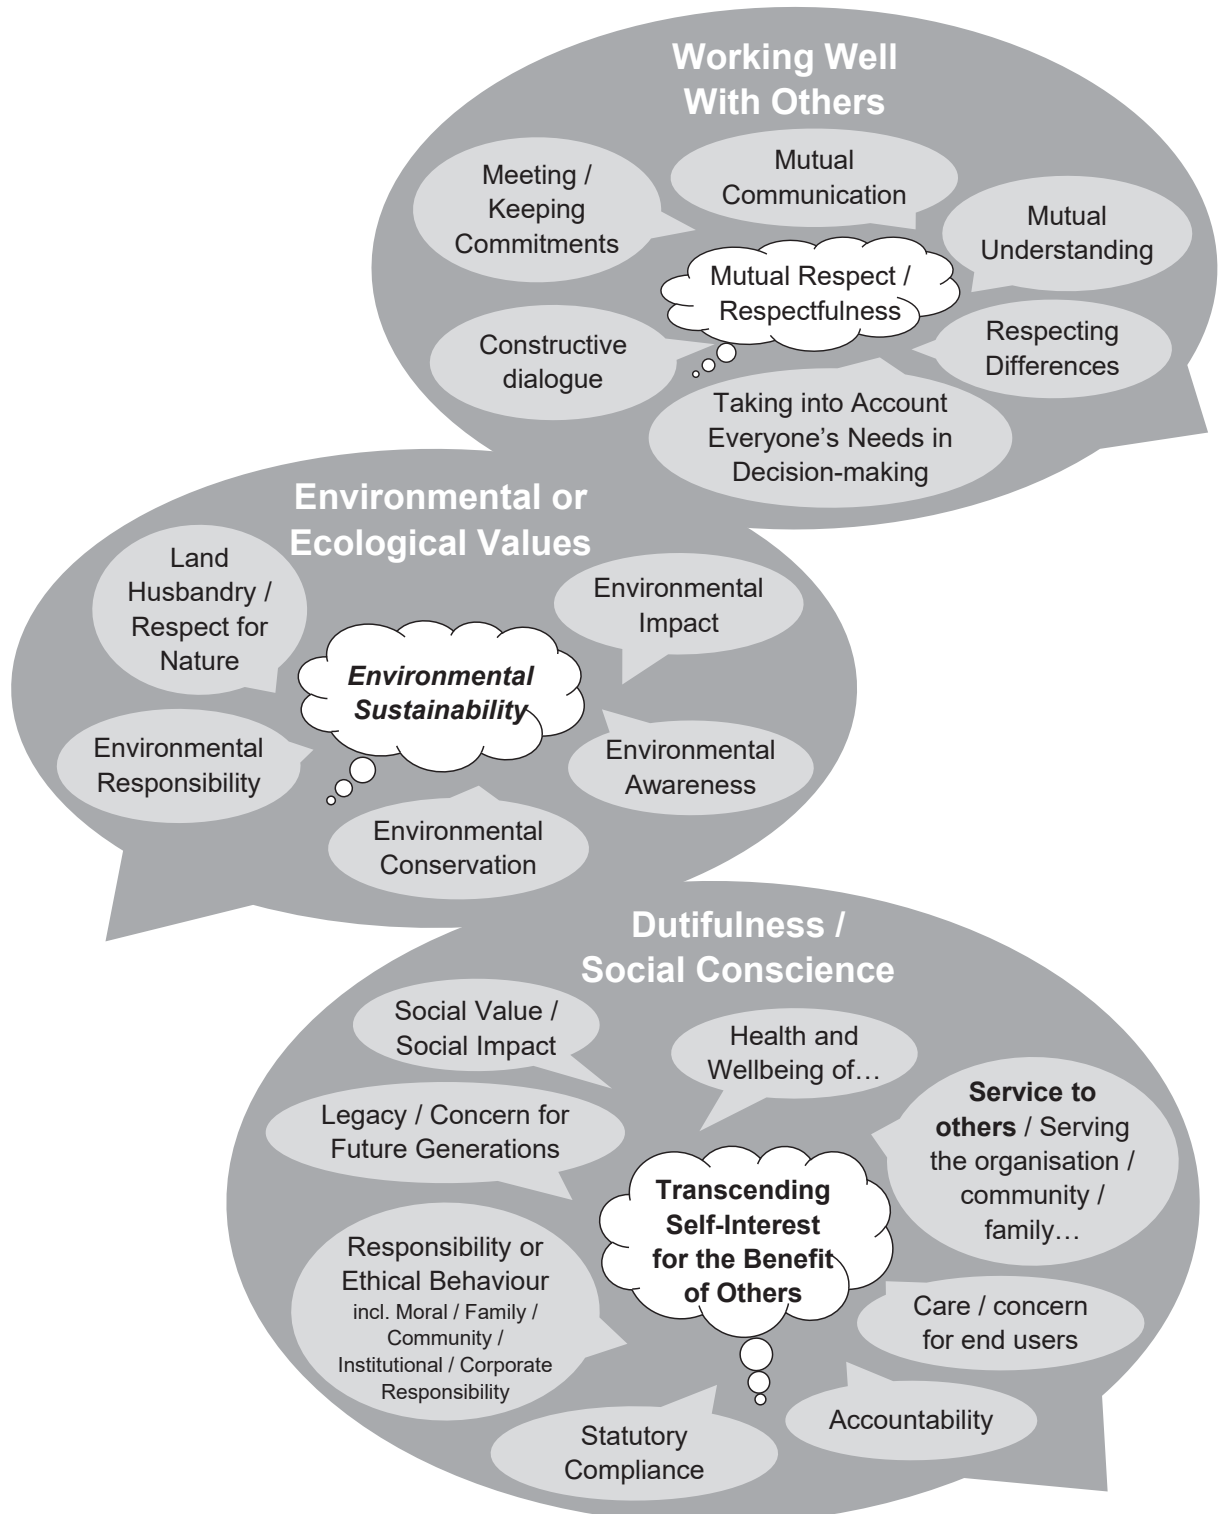 Working Well
With Others
Meeting /
Keeping
Commitments
Mutual
Communication
Mutual
Understanding
Mutual Respect /
Respectfulness
Constructive
dialogue
Respecting
Differences
Taking into Account
Everyone’s Needs in
Decision-making
Environmental or
Ecological Values
Land
Husbandry /
Respect for
Nature
Environmental
Impact
Environmental
Sustainability
Environmental
Responsibility
Environmental
Awareness
Environmental
Conservation
Dutifulness /
Social Conscience
Social Value /
Social Impact
Health and
Wellbeing of…
Legacy / Concern for
Future Generations
Service to
others / Serving
the organisation /
community /
family…
Transcending
Self-Interest
for the Benefit
of Others
Responsibility or
Ethical Behaviour
incl. Moral / Family /
Community /
Institutional / Corporate
Responsibility
Care / concern
for end users
Accountability
Statutory
Compliance